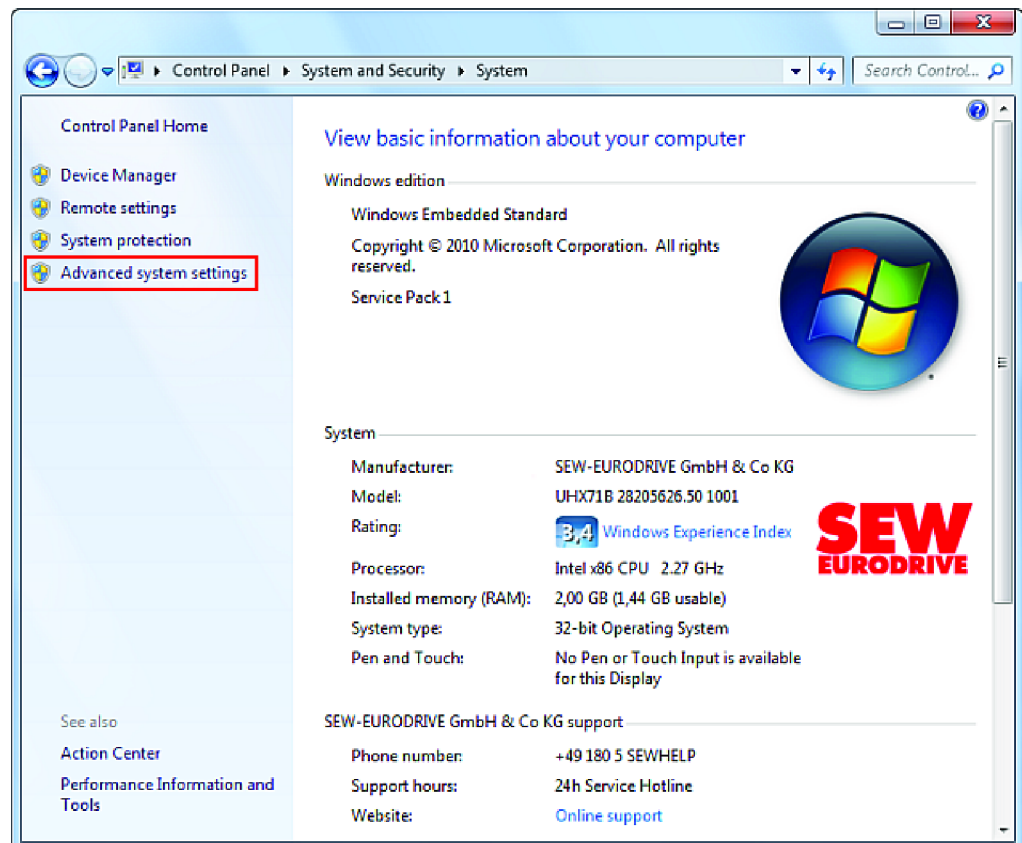 Control Panel ▸ System and Security ▸ System
Search Control...
Control Panel Home
Device Manager
Remote settings
System protection
Advanced system settings
See also
Action Center
Performance Information and
Tools
View basic information about your computer
Windows edition
Windows Embedded Standard
Copyright © 2010 Microsoft Corporation. All rights
reserved.
Service Pack 1
System
Manufacturer: SEW-EURODRIVE GmbH & Co KG
Model: UHX71B 28205626.50 1001
Rating: 3,4 Windows Experience Index
Processor: Intel x86 CPU 2.27 GHz
Installed memory (RAM): 2,00 GB (1,44 GB usable)
System type: 32-bit Operating System
Pen and Touch: No Pen or Touch Input is available
for this Display
SEW
EURODRIVE
SEW-EURODRIVE GmbH & Co KG support
Phone number: +49 180 5 SEWHELP
Support hours: 24h Service Hotline
Website: Online support